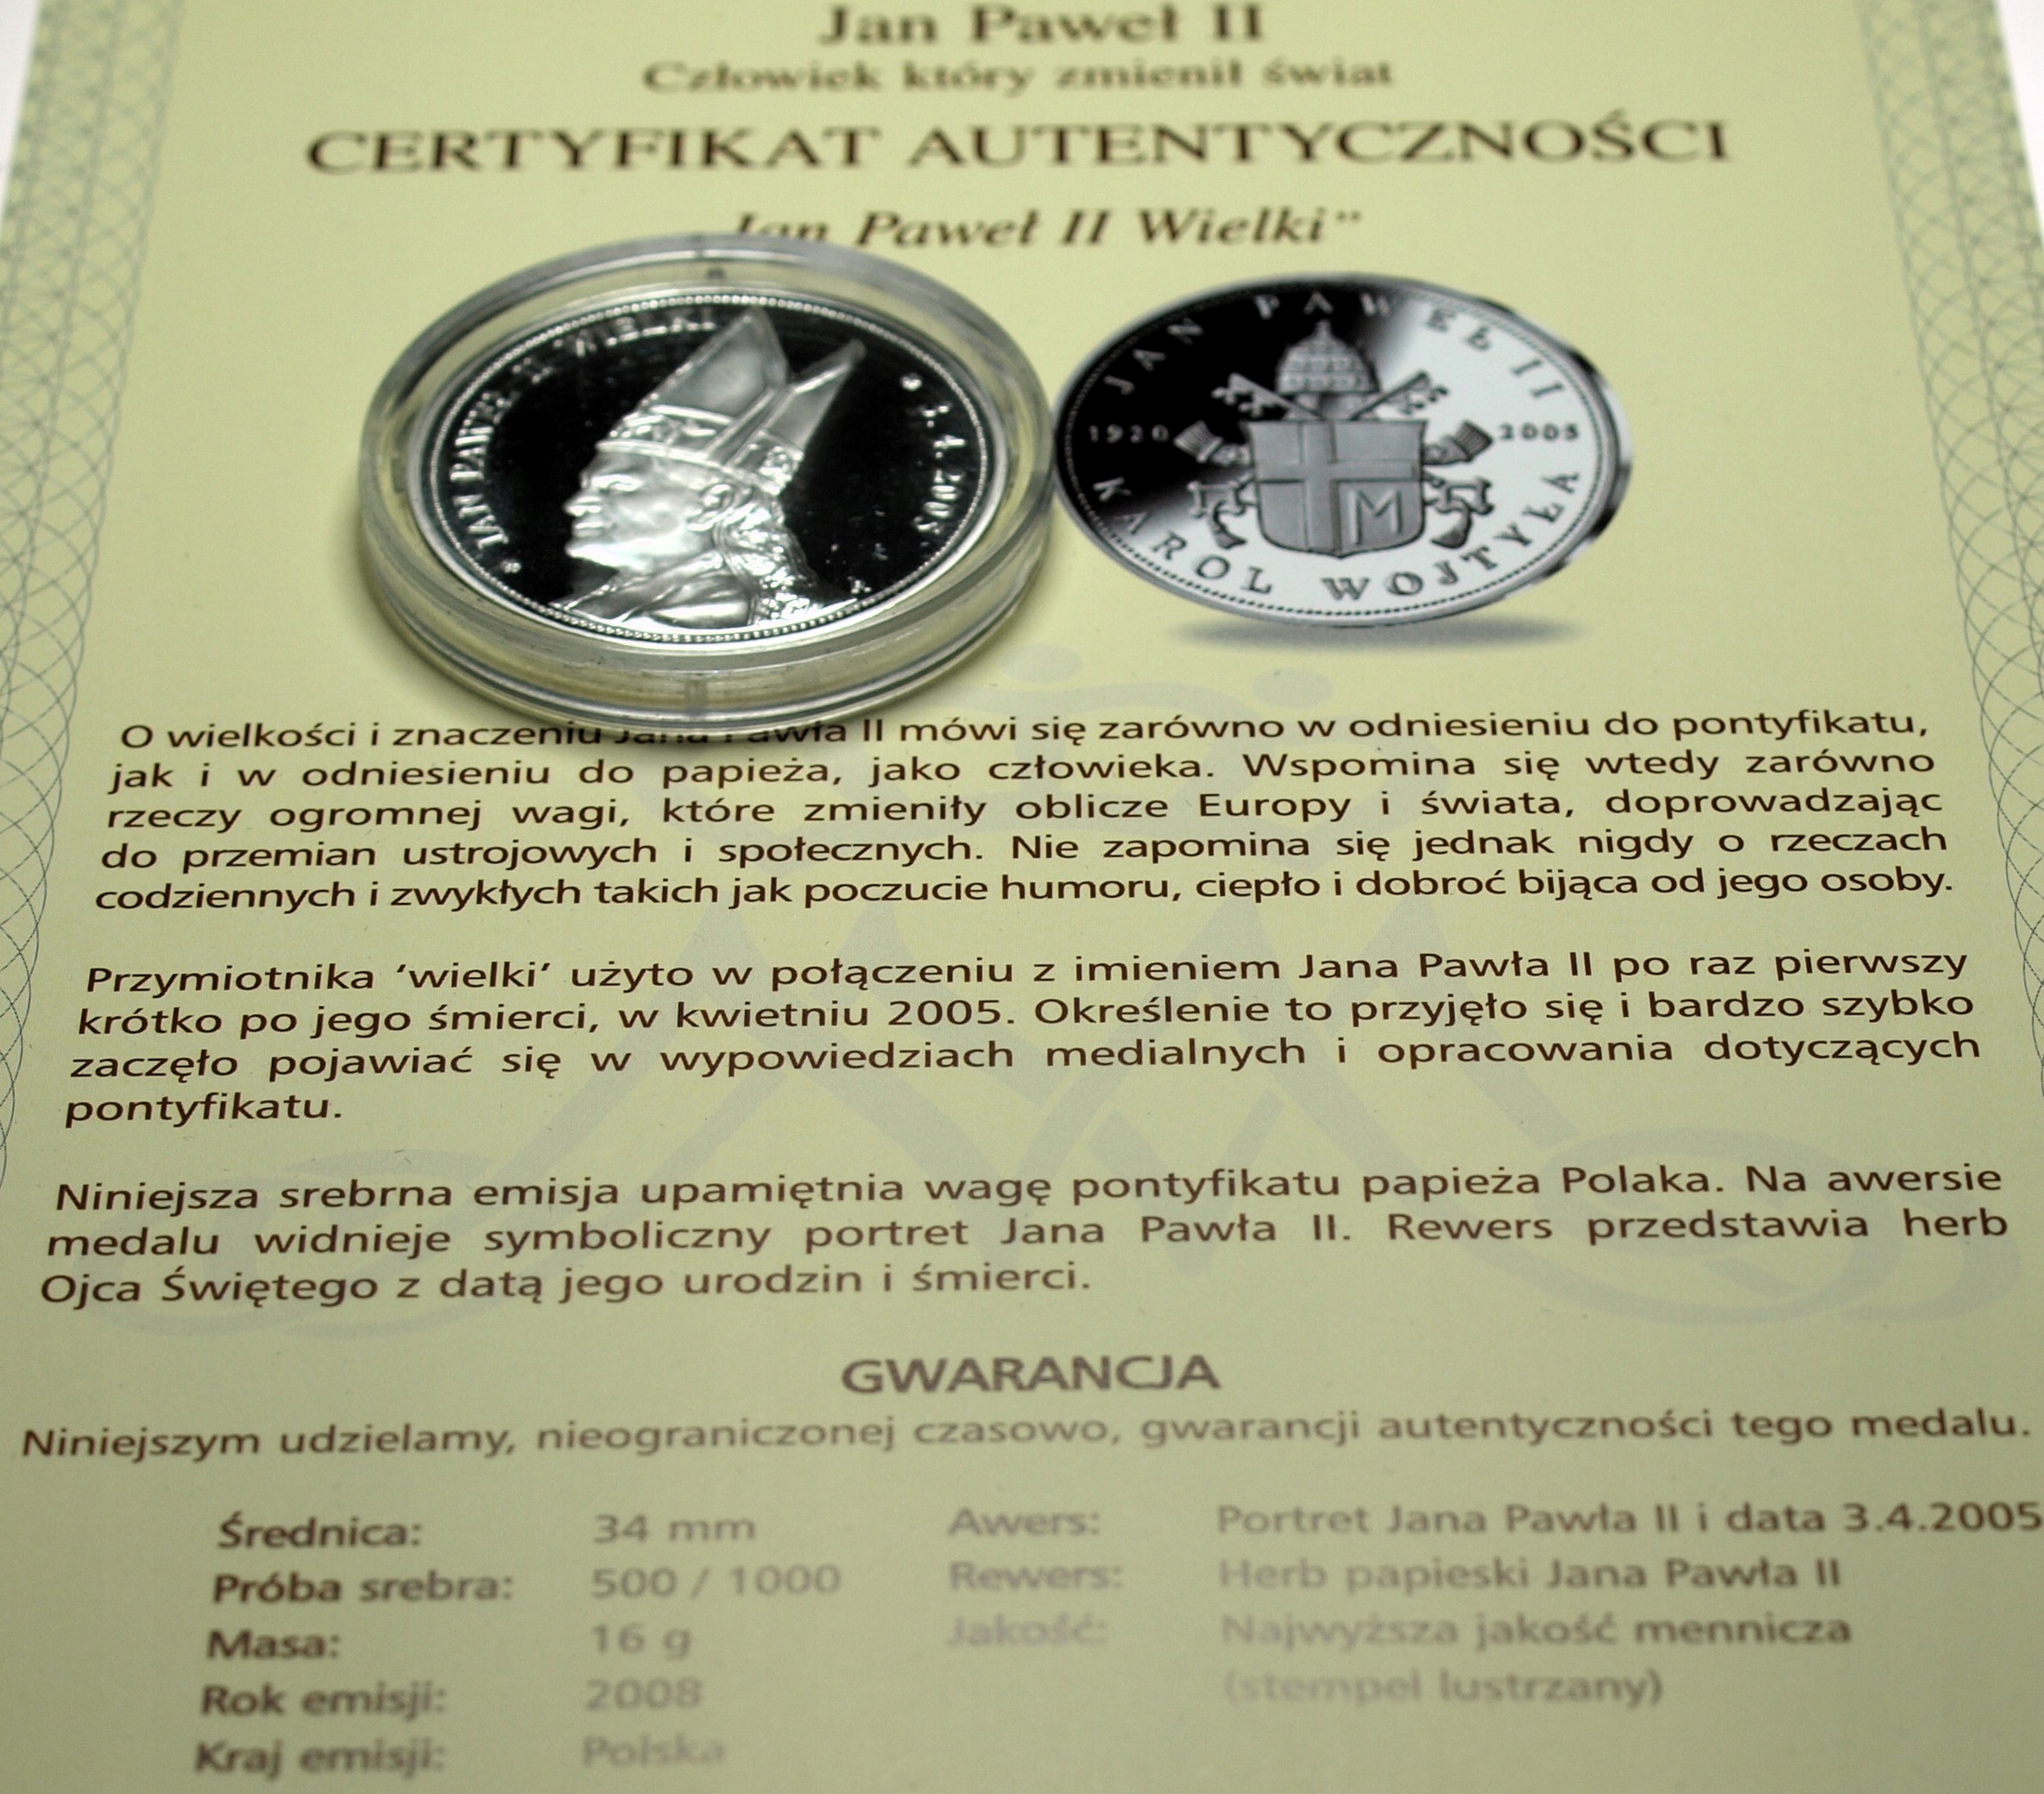 Jan Paweł II
Człowiek który zmienił świat
CERTYFIKAT AUTENTYCZNOŚCI
Jan Paweł II Wielki”
JAN PAWEŁ II WIELKI
3.4.2005
JAN PAWEŁ II
1920 2005
KAROL WOJTYŁA
M
O wielkości i znaczeniu Jana Pawła II mówi się zarówno w odniesieniu do pontyfikatu,
jak i w odniesieniu do papieża, jako człowieka. Wspomina się wtedy zarówno
rzeczy ogromnej wagi, które zmieniły oblicze Europy i świata, doprowadzając
do przemian ustrojowych i społecznych. Nie zapomina się jednak nigdy o rzeczach
codziennych i zwykłych takich jak poczucie humoru, ciepło i dobroć bijąca od jego osoby.
Przymiotnika ‘wielki’ użyto w połączeniu z imieniem Jana Pawła II po raz pierwszy
krótko po jego śmierci, w kwietniu 2005. Określenie to przyjęło się i bardzo szybko
zaczęło pojawiać się w wypowiedziach medialnych i opracowania dotyczących
pontyfikatu.
Niniejsza srebrna emisja upamiętnia wagę pontyfikatu papieża Polaka. Na awersie
medalu widnieje symboliczny portret Jana Pawła II. Rewers przedstawia herb
Ojca Świętego z datą jego urodzin i śmierci.
GWARANCJA
Niniejszym udzielamy, nieograniczonej czasowo, gwarancji autentyczności tego medalu.
Średnica: 34 mm Awers: Portret Jana Pawła II i data 3.4.2005
Próba srebra: 500 / 1000 Rewers: Herb papieski Jana Pawła II
Masa: 16 g Jakość: Najwyższa jakość mennicza
Rok emisji: 2008 (stempel lustrzany)
Kraj emisji: Polska